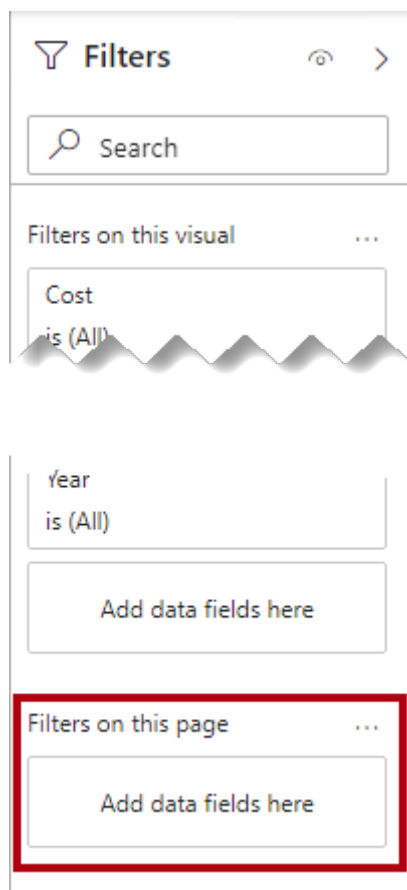 Filters
Search
Filters on this visual
Cost
is (All)
Year
is (All)
Add data fields here
Filters on this page
Add data fields here